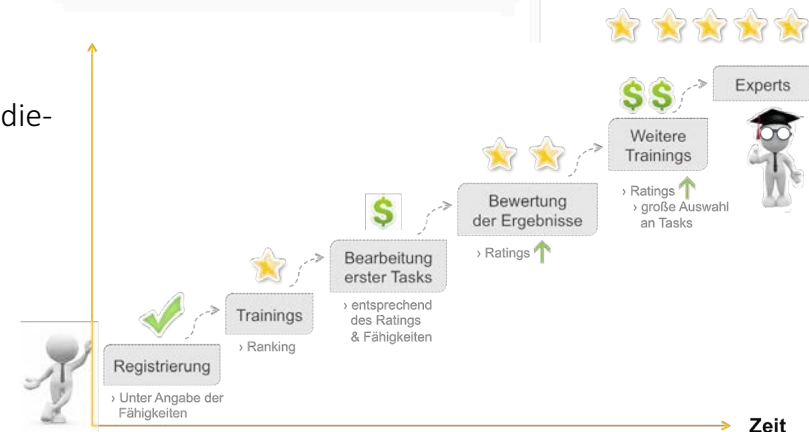 die-
Registrierung
› Unter Angabe der
Fähigkeiten
Trainings
› Ranking
$
Bearbeitung
erster Tasks
› entsprechend
des Ratings
& Fähigkeiten
Bewertung
der Ergebnisse
› Ratings
$$
Weitere
Trainings
› Ratings
› große Auswahl
an Tasks
Experts
Zeit